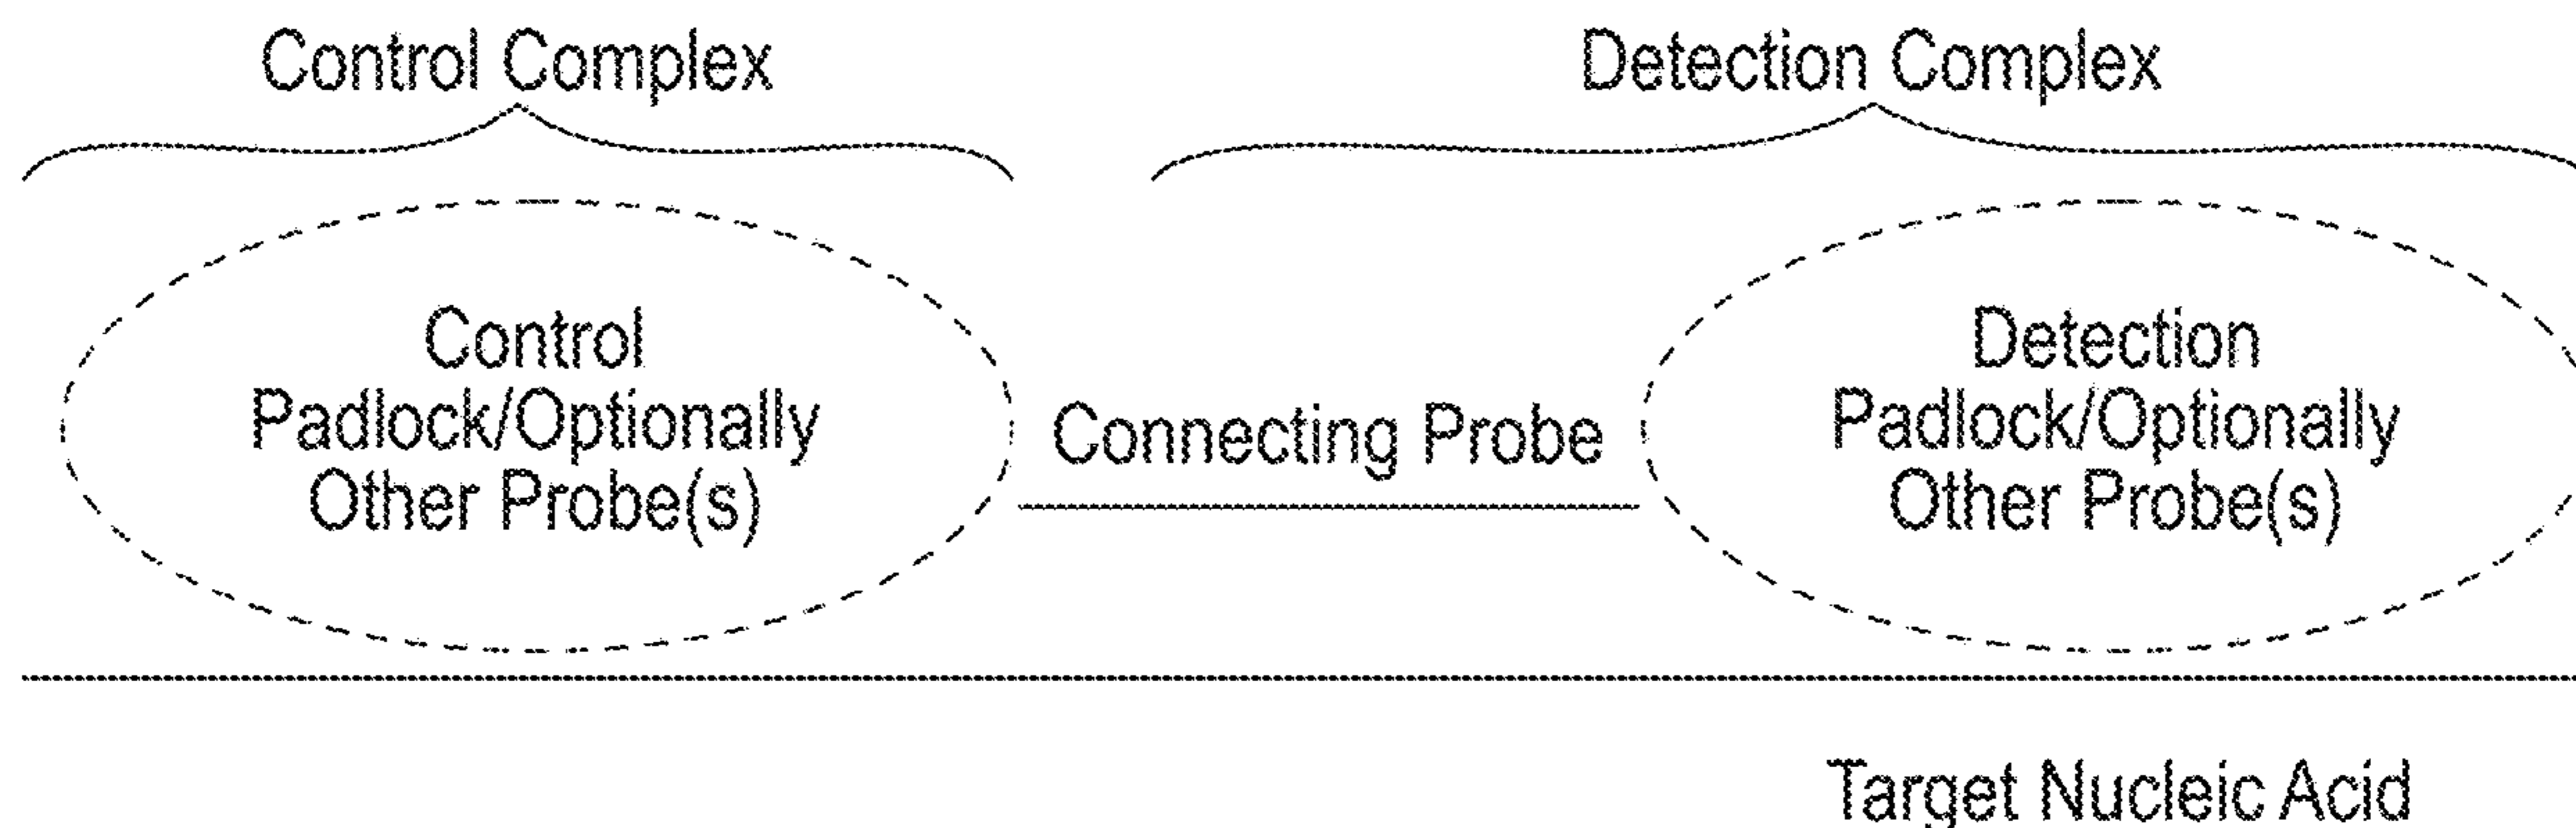 Control Complex
Detection Complex
Control
Padlock/Optionally
Other Probe(s)
Connecting Probe
Detection
Padlock/Optionally
Other Probe(s)
Target Nucleic Acid